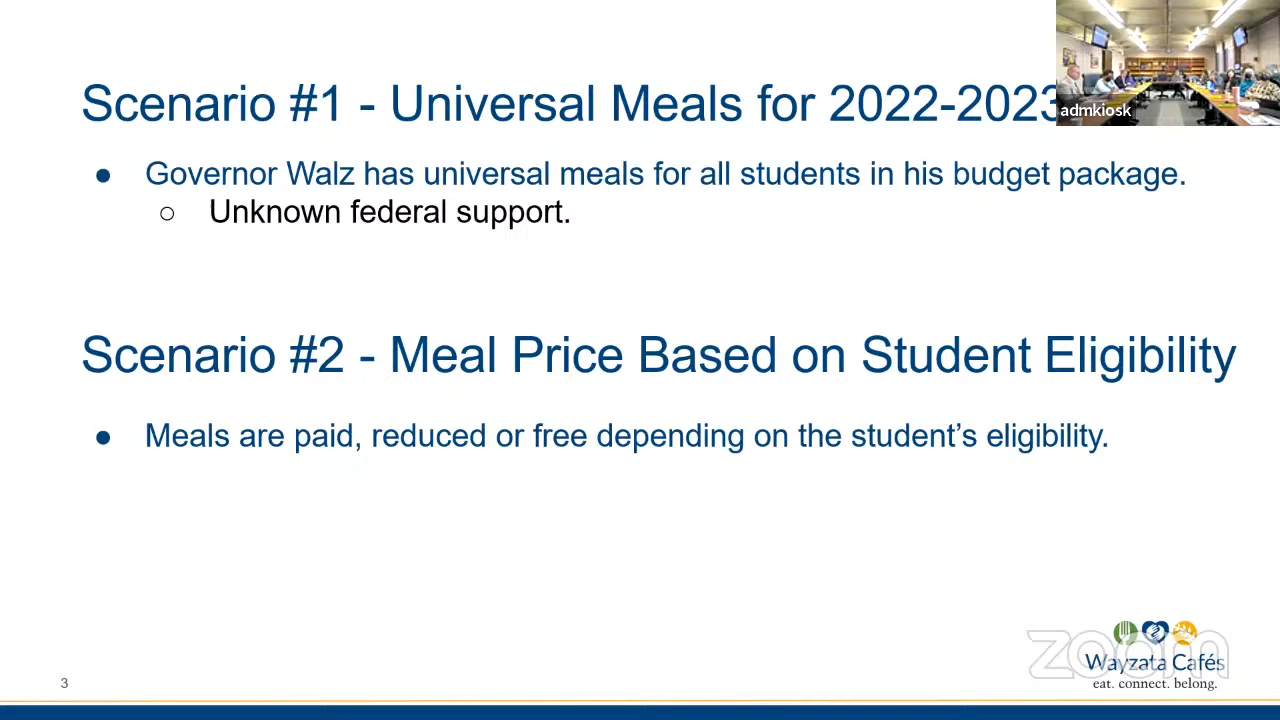 Scenario #1 - Universal Meals for 2022-2023
admkiosk
● Governor Walz has universal meals for all students in his budget package.
○ Unknown federal support.
Scenario #2 - Meal Price Based on Student Eligibility
● Meals are paid, reduced or free depending on the student’s eligibility.
zoom
Wayzata Cafés
eat. connect. belong.
3